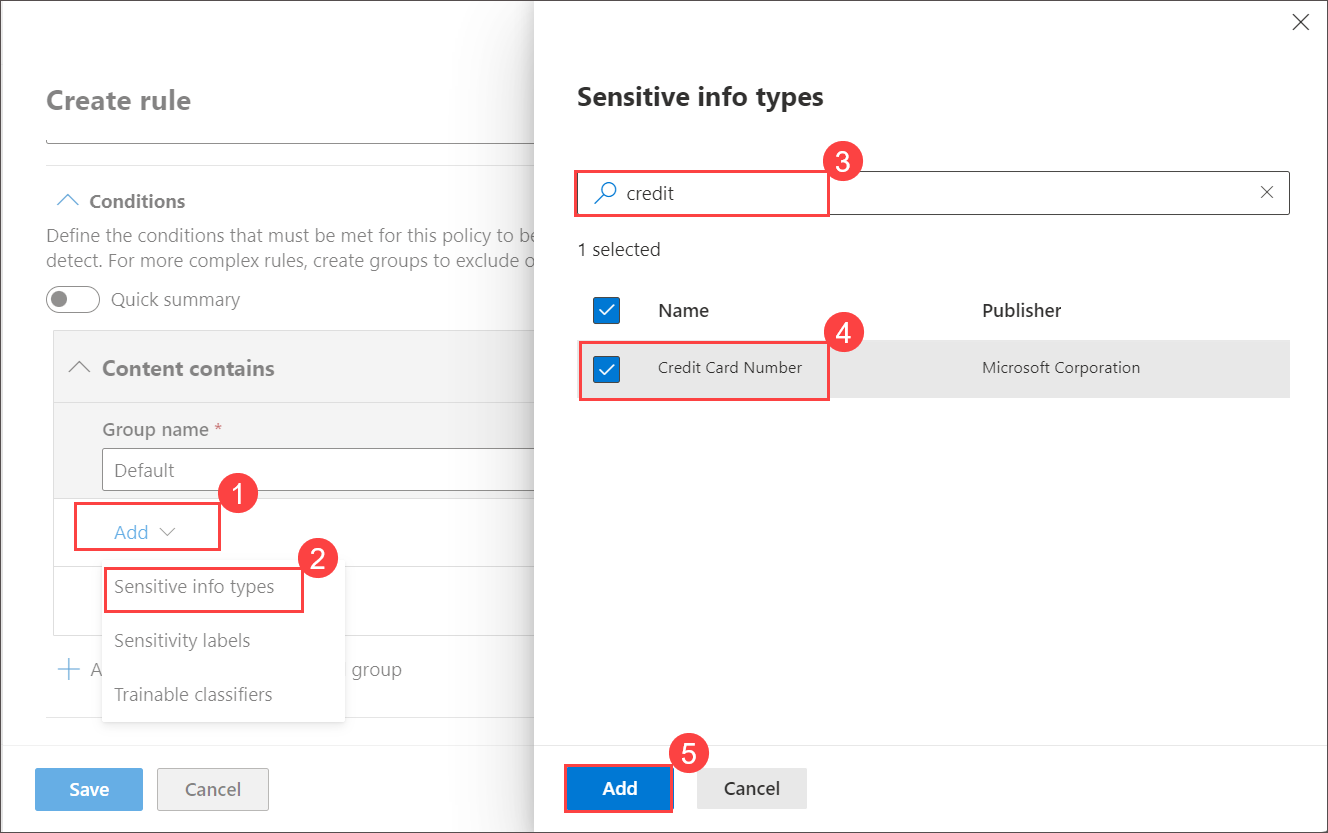 Create rule
Conditions
Define the conditions that must be met for this policy to be
detect. For more complex rules, create groups to exclude
Quick summary
Content contains
Group name *
Default
1
Add
2
Sensitive info types
Sensitivity labels
Trainable classifiers
group
Save
Cancel
Sensitive info types
3
credit
1 selected
Name
Publisher
4
Credit Card Number
Microsoft Corporation
5
Add
Cancel